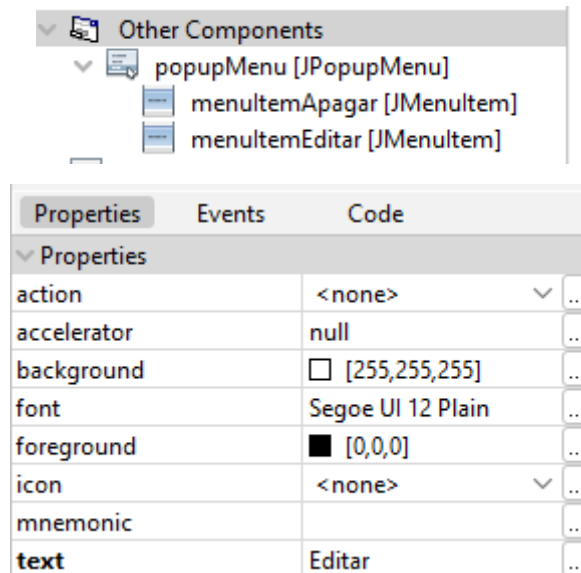 Other Components
popupMenu [JPopupMenu]
menuItemApagar [JMenuItem]
menuItemEditar [JMenuItem]
Properties Events Code
Properties
action <none> ...
accelerator null ...
background [255,255,255] ...
font Segoe UI 12 Plain ...
foreground [0,0,0] ...
icon <none> ...
mnemonic ...
text Editar ...